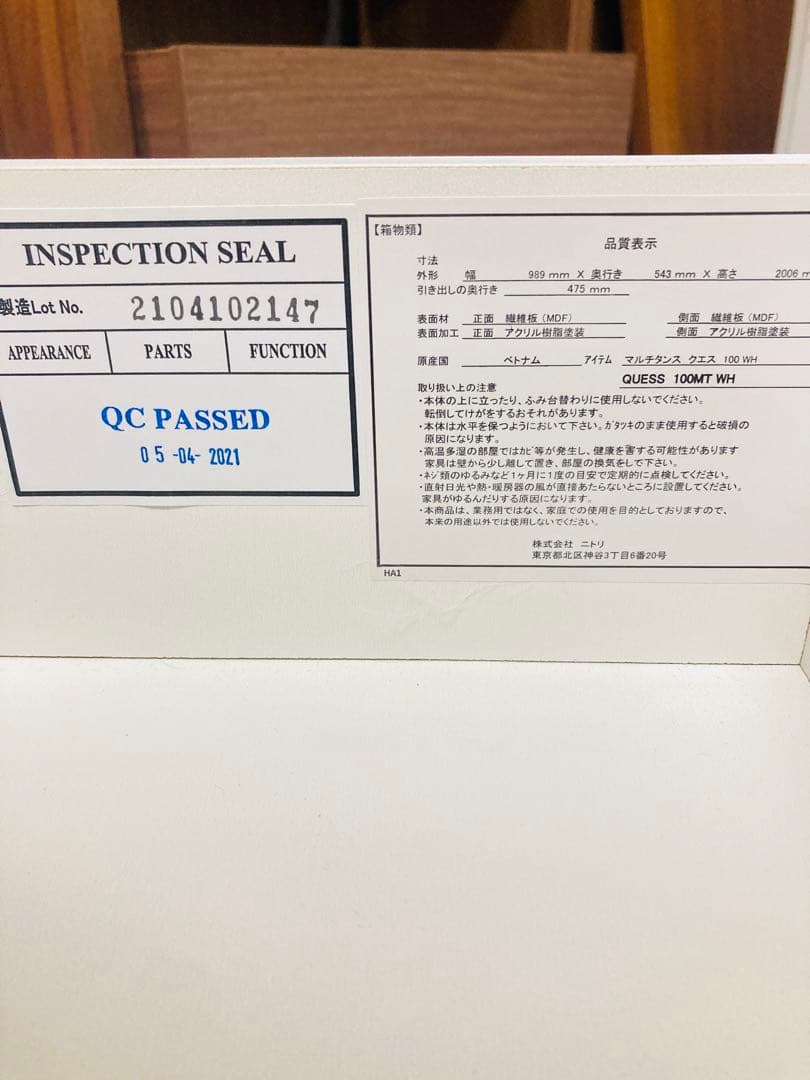 INSPECTION SEAL
製造Lot No. 2104102147
APPEARANCE PARTS FUNCTION
QC PASSED
05-04-2021
【箱物類】
品質表示
寸法
外形 幅 989 mm X 奥行き 543 mm X 高さ 2006 m
引き出しの奥行き 475 mm
表面材 正面 繊維板(MDF) 側面 繊維板(MDF)
表面加工 正面 アクリル樹脂塗装 側面 アクリル樹脂塗装
原産国 ベトナム アイテム マルチタンス クエス 100 WH
QUESS 100MT WH
取り扱い上の注意
・本体の上に立ったり、ふみ台替わりに使用しないでください。
転倒してけがをするおそれがあります。
・本体は水平を保つようにおいて下さい。ガタツキのまま使用すると破損の
原因になります。
・高温多湿の部屋ではカビ等が発生し、健康を害する可能性があります
家具は壁から少し離して置き、部屋の換気をしで下さい。
・ネジ類のゆるみなど1ヶ月に1度の目安で定期的に点検してください。
・直射日光や熱・暖房器の風が直接あたらないところに設置してください。
家具がゆるんだりする原因になります。
・本商品は、業務用ではなく、家庭での使用を目的としておりますので、
本来の用途以外では使用しないでください。
株式会社 ニトリ
東京都北区神谷3丁目6番20号
HA1